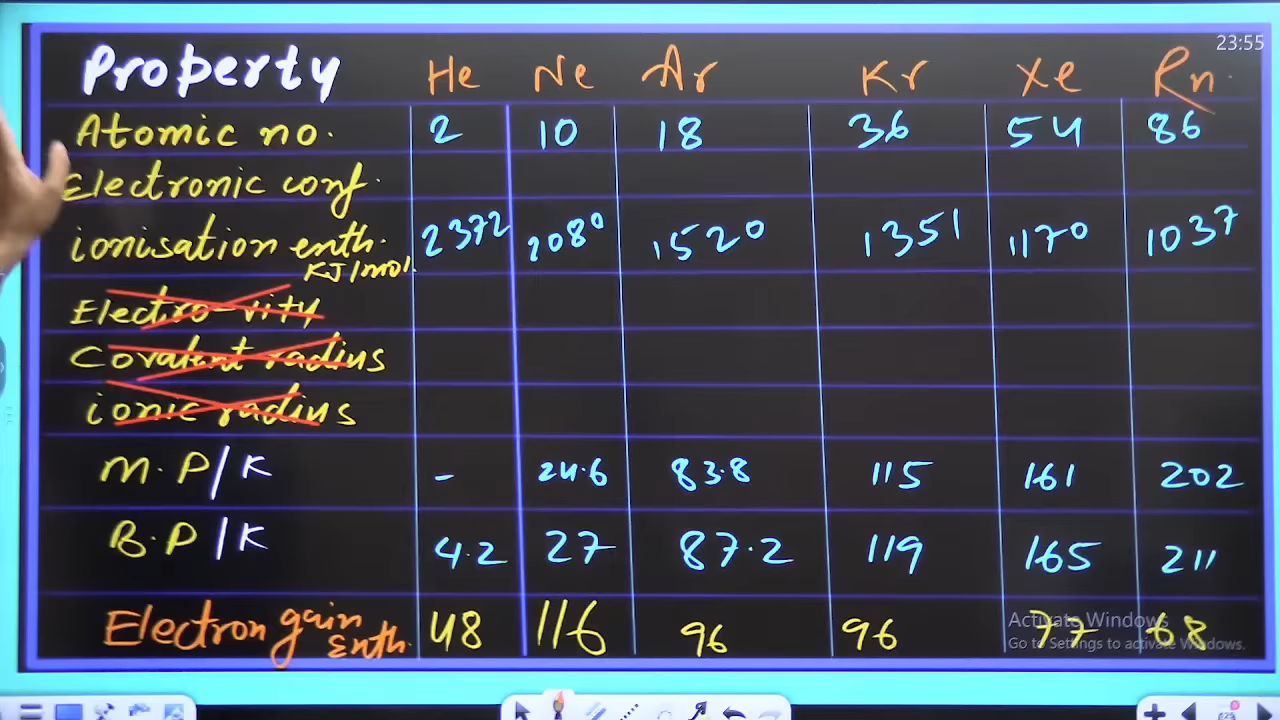 23:55
Property He Ne Ar Kr Xe Rn
Atomic no. 2 10 18 36 54 86
Electronic conf.
ionisation enth. 2372 2080 1520 1351 1170 1037
KJ/mol.
Electro-vity
Covalent radius
ionic radius
M.P/K - 24.6 83.8 115 161 202
B.P/K 4.2 27 87.2 119 165 211
Electron gain Enth. 48 116 96 96 77 68
Activate Windows
Go to Settings to activate Windows.